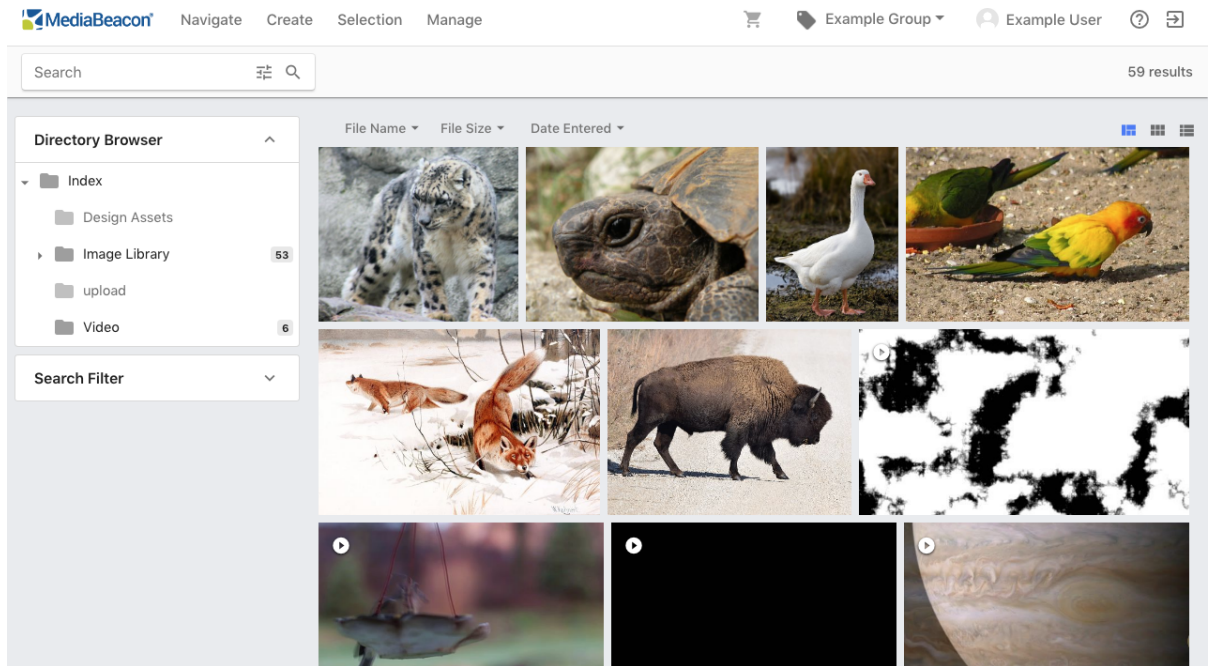 MediaBeacon® Navigate Create Selection Manage Example Group Example User
Search
59 results
Directory Browser
File Name File Size Date Entered
Index
Design Assets
Image Library 53
upload
Video 6
Search Filter